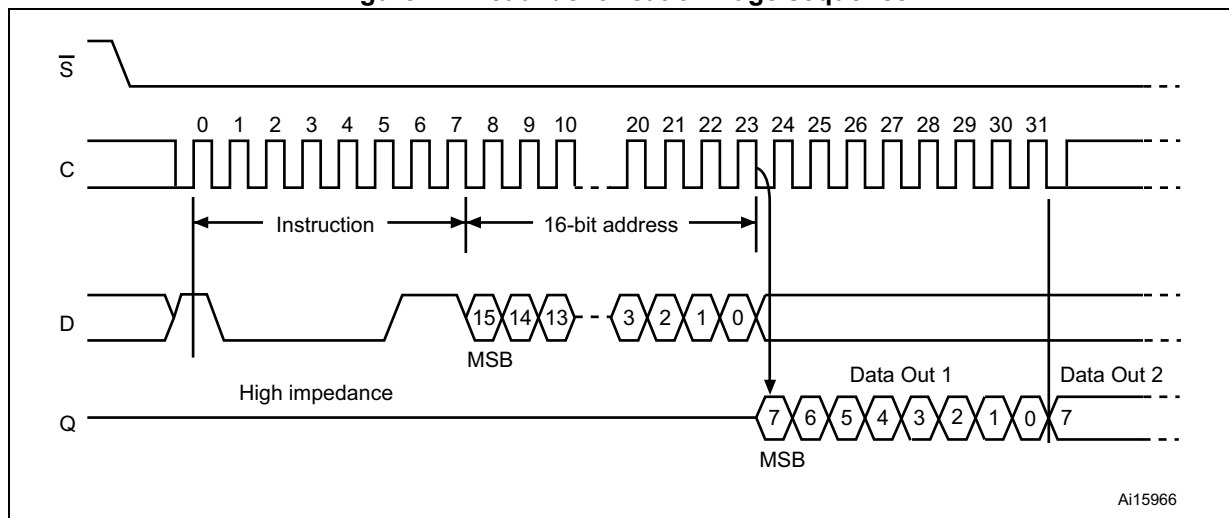 S
0 1 2 3 4 5 6 7 8 9 10 20 21 22 23 24 25 26 27 28 29 30 31
C
Instruction 16-bit address
D
15 14 13 3 2 1 0
MSB
High impedance
Data Out 1 Data Out 2
Q
7 6 5 4 3 2 1 0 7
MSB
Ai15966